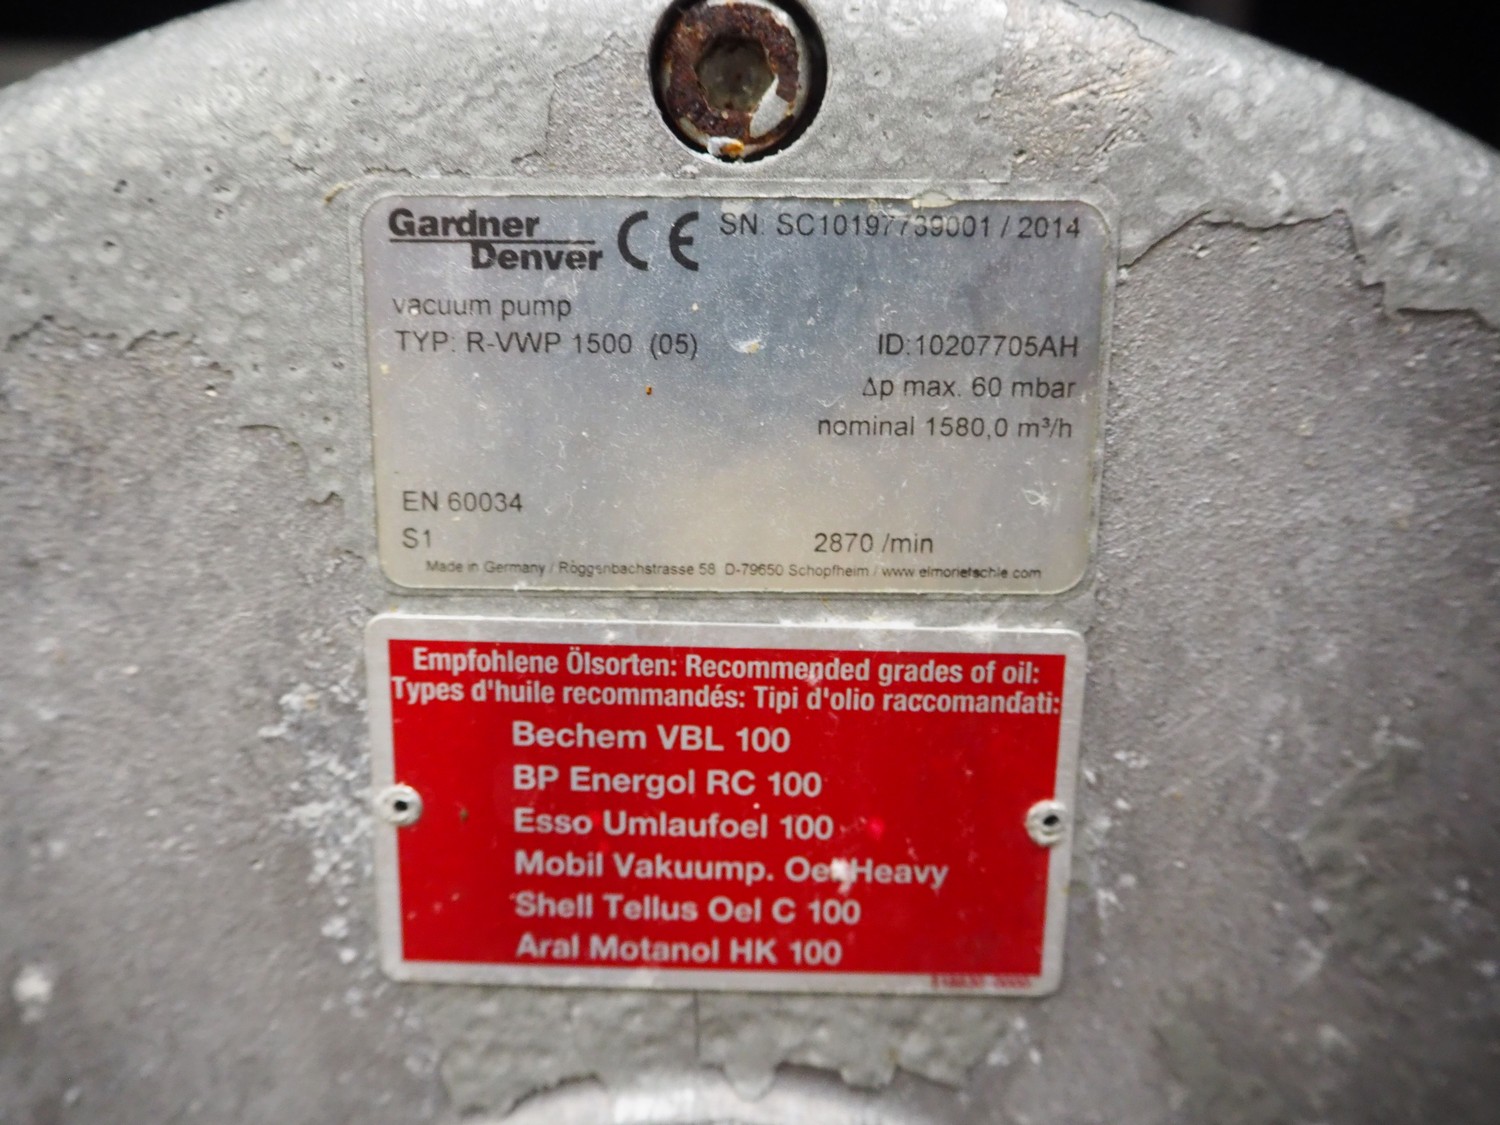 Gardner
Denver
CE
SN: SC10197739001 / 2014
vacuum pump
TYP: R-VWP 1500 (05)
ID:10207705AH
Δp max. 60 mbar
nominal 1580,0 m³/h
EN 60034
S1
2870 /min
Made in Germany / Roggenbachstrasse 58 D-79650 Schopfheim / www.elmorietschle.com
Empfohlene Ölsorten: Recommended grades of oil:
Types d'huile recommandés: Tipi d'olio raccomandati:
Bechem VBL 100
BP Energol RC 100
Esso Umlaufoel 100
Mobil Vakuump. Oel Heavy
Shell Tellus Oel C 100
Aral Motanol HK 100